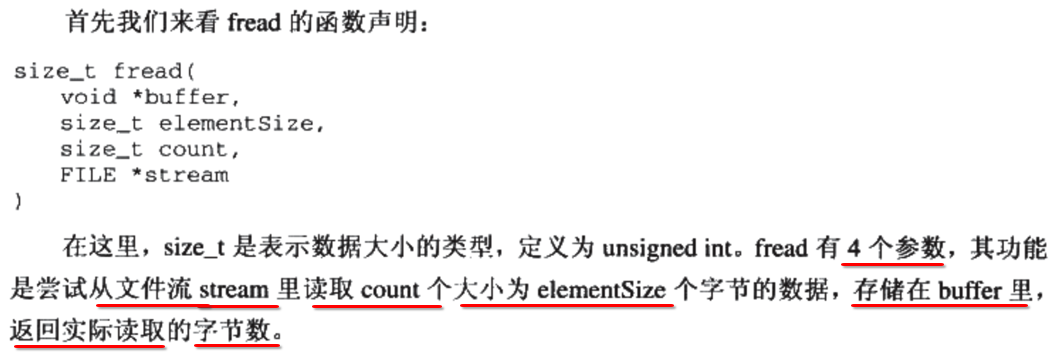 首先我们来看 fread 的函数声明：
size_t fread(
void *buffer,
size_t elementSize,
size_t count,
FILE *stream
)
在这里，size_t 是表示数据大小的类型，定义为 unsigned int。fread 有 4 个参数，其功能
是尝试从文件流 stream 里读取 count 个大小为 elementSize 个字节的数据，存储在 buffer 里，
返回实际读取的字节数。